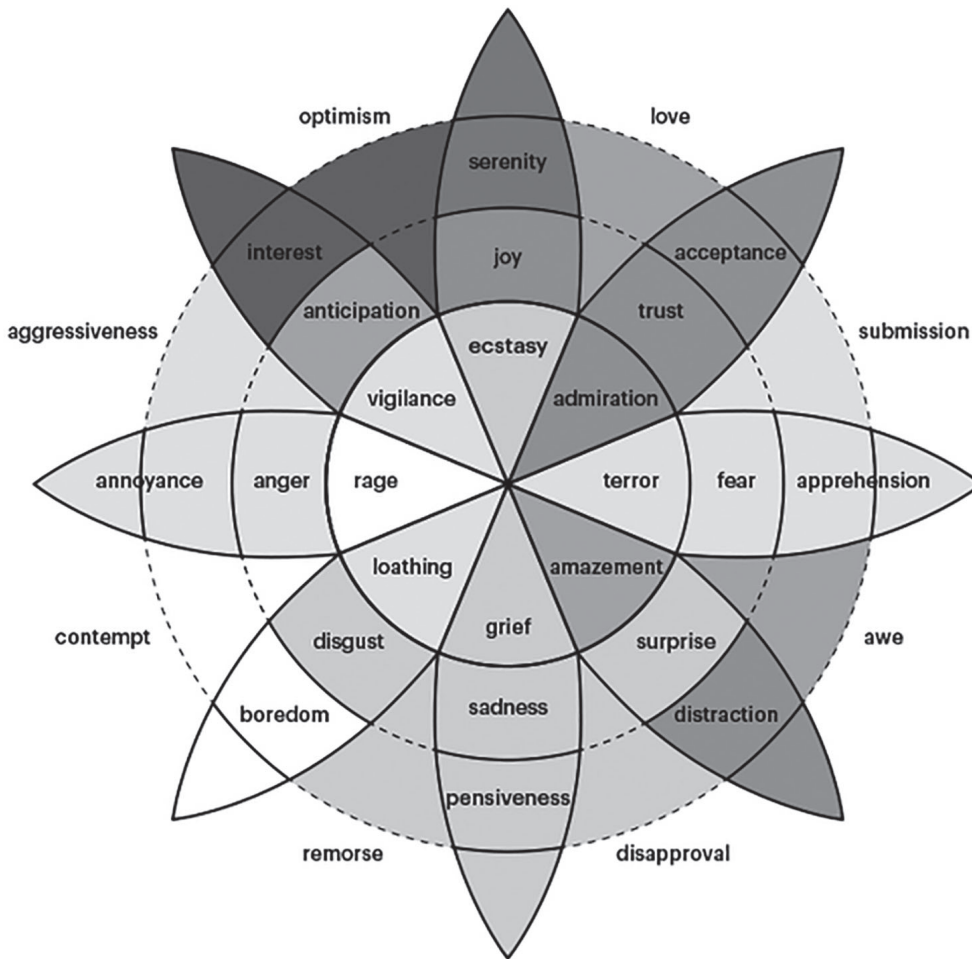 optimism
love
serenity
interest
acceptance
joy
anticipation
trust
aggressiveness
submission
ecstasy
vigilance
admiration
annoyance
anger
rage
terror
fear
apprehension
loathing
amazement
contempt
disgust
grief
surprise
awe
boredom
sadness
distraction
pensiveness
remorse
disapproval